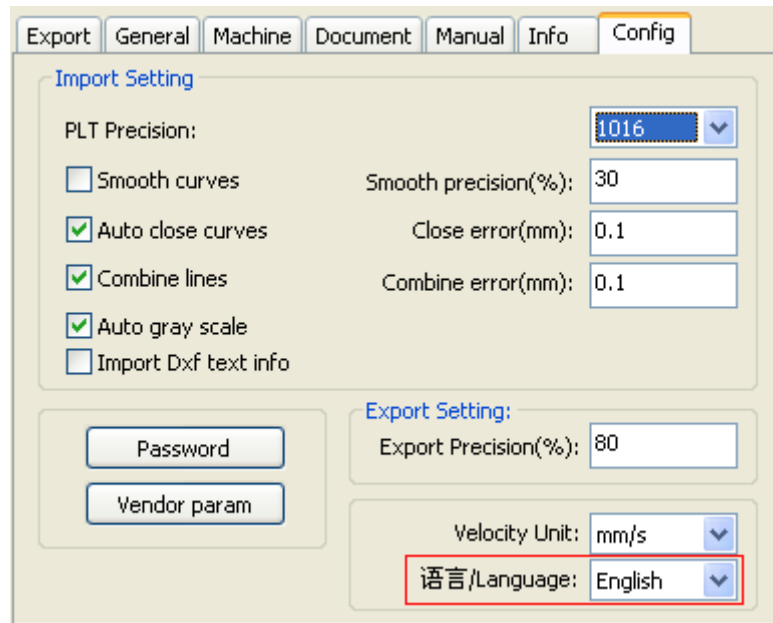 Export General Machine Document Manual Info Config
Import Setting
PLT Precision: 1016
Smooth curves Smooth precision(%): 30
Auto close curves Close error(mm): 0.1
Combine lines Combine error(mm): 0.1
Auto gray scale
Import Dxf text info
Password
Vendor param
Export Setting:
Export Precision(%): 80
Velocity Unit: mm/s
语言/Language: English